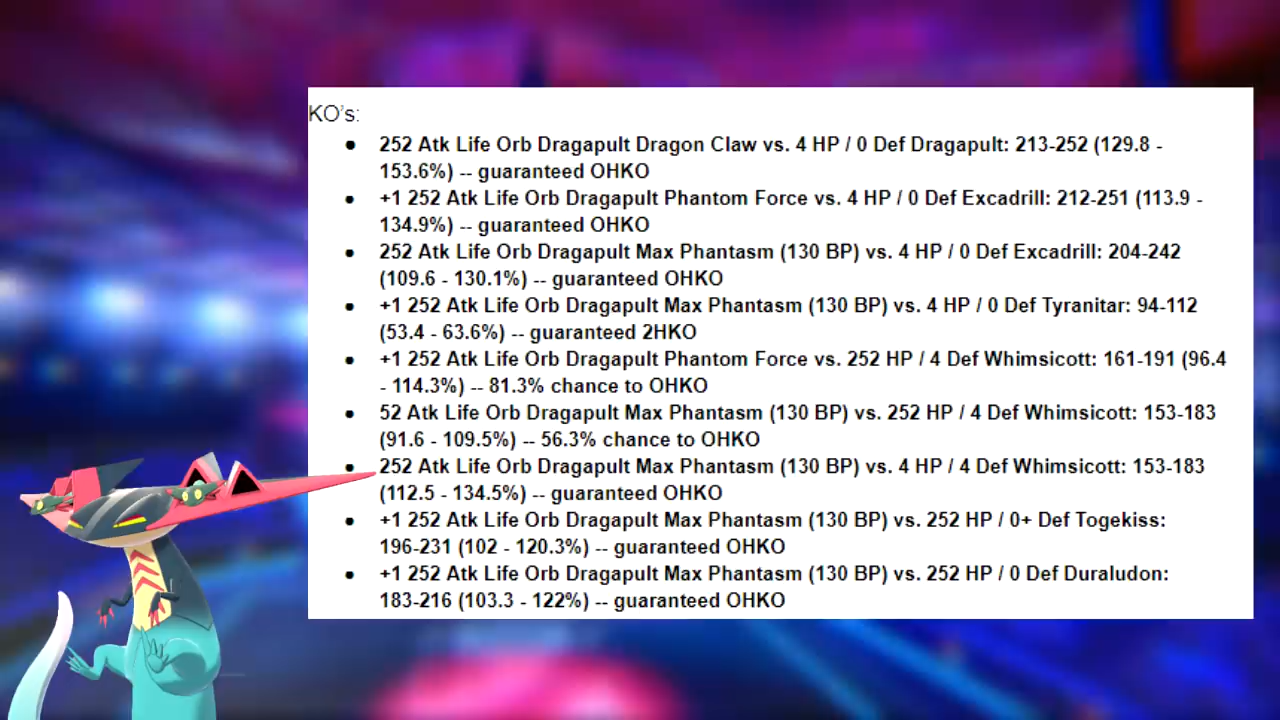 KO's:
• 252 Atk Life Orb Dragapult Dragon Claw vs. 4 HP / 0 Def Dragapult: 213-252 (129.8 -
153.6%) -- guaranteed OHKO
• +1 252 Atk Life Orb Dragapult Phantom Force vs. 4 HP / 0 Def Excadrill: 212-251 (113.9 -
134.9%) -- guaranteed OHKO
• 252 Atk Life Orb Dragapult Max Phantasm (130 BP) vs. 4 HP / 0 Def Excadrill: 204-242
(109.6 - 130.1%) -- guaranteed OHKO
• +1 252 Atk Life Orb Dragapult Max Phantasm (130 BP) vs. 4 HP / 0 Def Tyranitar: 94-112
(53.4 - 63.6%) -- guaranteed 2HKO
• +1 252 Atk Life Orb Dragapult Phantom Force vs. 252 HP / 4 Def Whimsicott: 161-191 (96.4
- 114.3%) -- 81.3% chance to OHKO
• 52 Atk Life Orb Dragapult Max Phantasm (130 BP) vs. 252 HP / 4 Def Whimsicott: 153-183
(91.6 - 109.5%) -- 56.3% chance to OHKO
• 252 Atk Life Orb Dragapult Max Phantasm (130 BP) vs. 4 HP / 4 Def Whimsicott: 153-183
(112.5 - 134.5%) -- guaranteed OHKO
• +1 252 Atk Life Orb Dragapult Max Phantasm (130 BP) vs. 252 HP / 0+ Def Togekiss:
196-231 (102 - 120.3%) -- guaranteed OHKO
• +1 252 Atk Life Orb Dragapult Max Phantasm (130 BP) vs. 252 HP / 0 Def Duraludon:
183-216 (103.3 - 122%) -- guaranteed OHKO